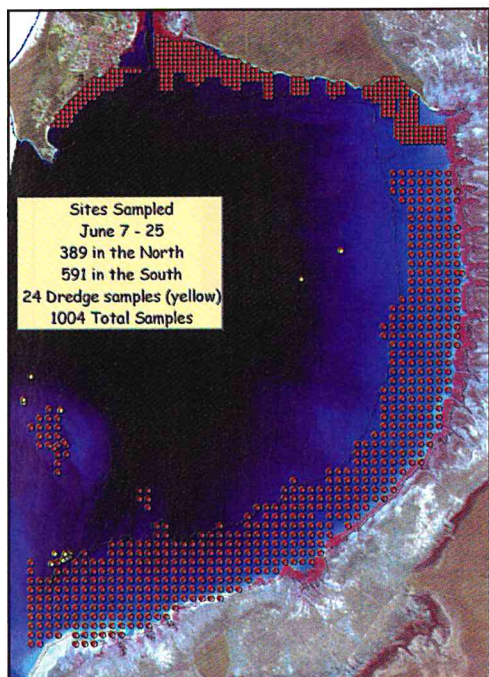 Sites Sampled
June 7 - 25
389 in the North
591 in the South
24 Dredge samples (yellow)
1004 Total Samples